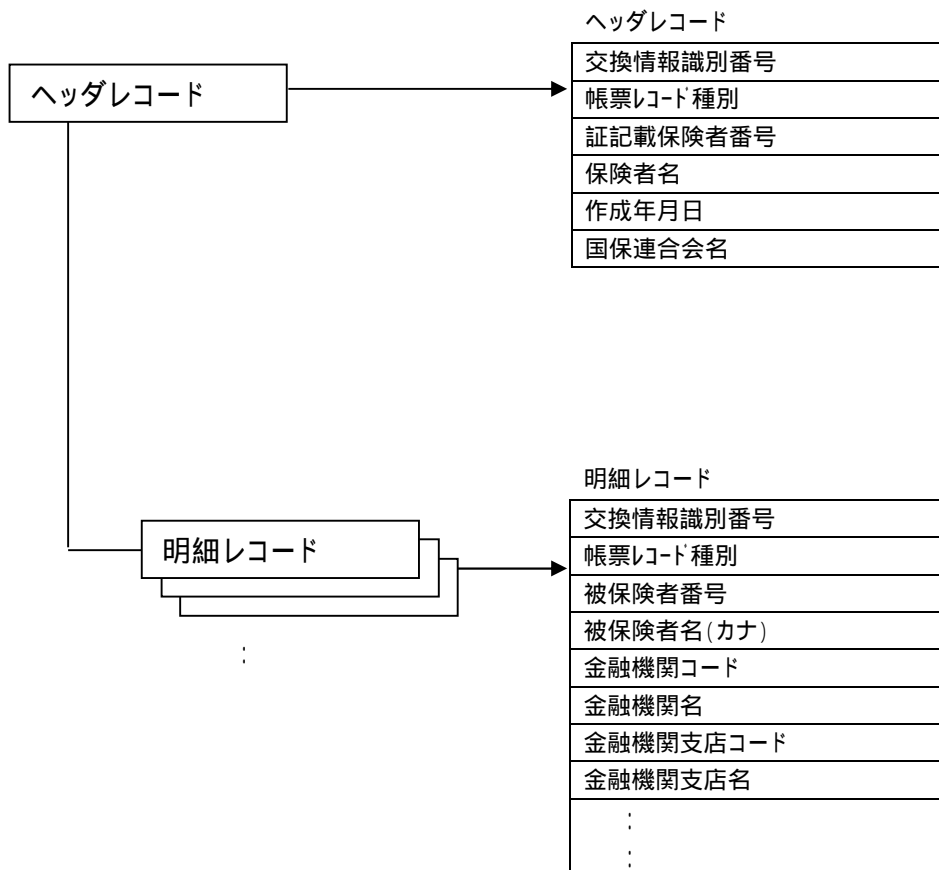 ヘッダレコード
ヘッダレコード
交換情報識別番号
帳票ﾚｺｰﾄﾞ種別
証記載保険者番号
保険者名
作成年月日
国保連合会名
明細レコード
:
明細レコード
交換情報識別番号
帳票ﾚｺｰﾄﾞ種別
被保険者番号
被保険者名(カナ)
金融機関コード
金融機関名
金融機関支店コード
金融機関支店名
:
: